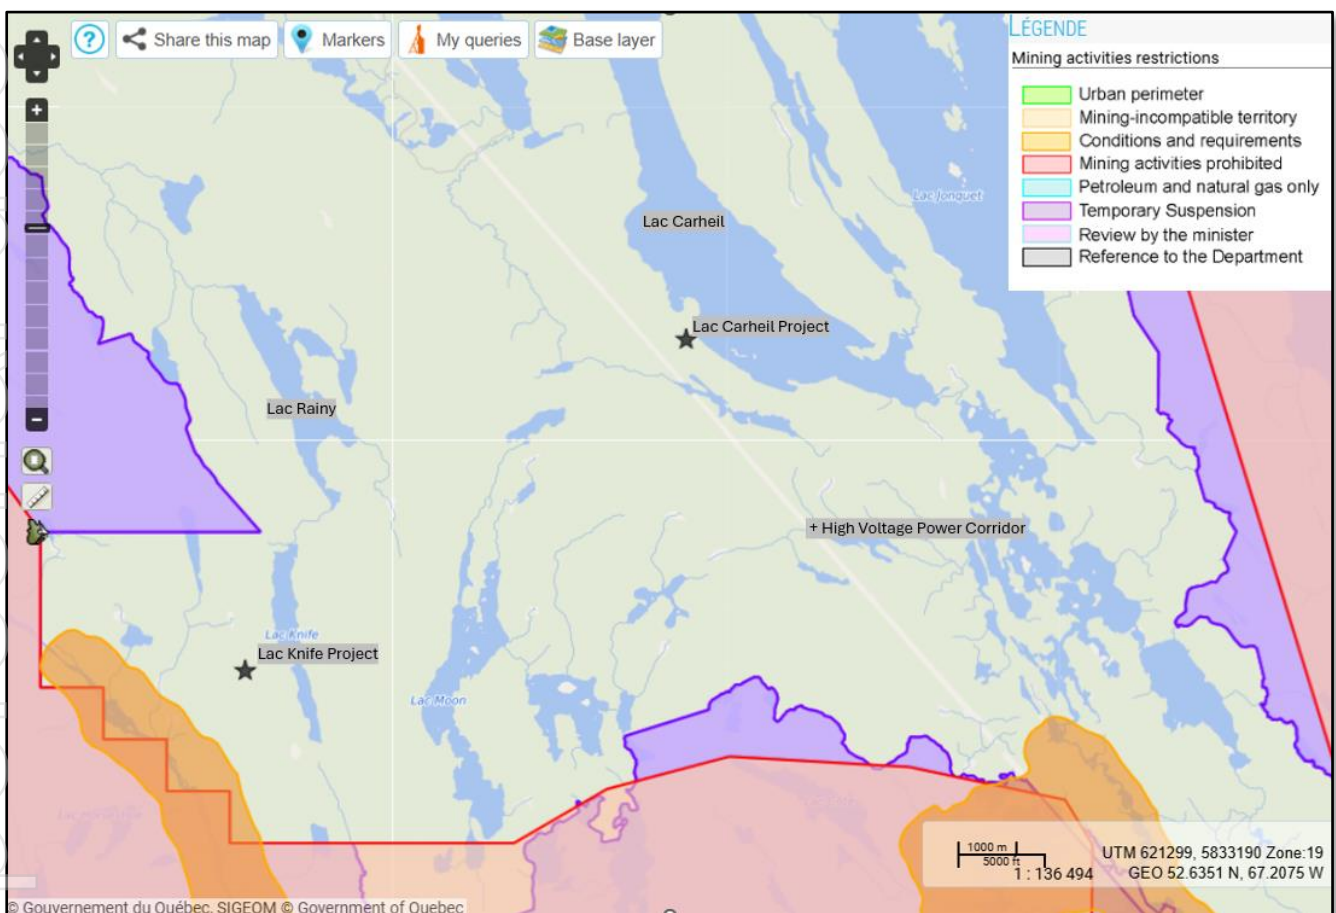 Share this map
Markers
My queries
Base layer
LÉGENDE
Mining activities restrictions
Urban perimeter
Mining-incompatible territory
Conditions and requirements
Mining activities prohibited
Petroleum and natural gas only
Temporary Suspension
Review by the minister
Reference to the Department
Lac Jonquet
Lac Carheil
Lac Carheil Project
Lac Rainy
+ High Voltage Power Corridor
Lac Knife
Lac Knife Project
Lac Moon
1000 m
5000 ft
1 : 136 494
UTM 621299, 5833190 Zone:19
GEO 52.6351 N, 67.2075 W
© Gouvernement du Québec, SIGEOM © Government of Quebec